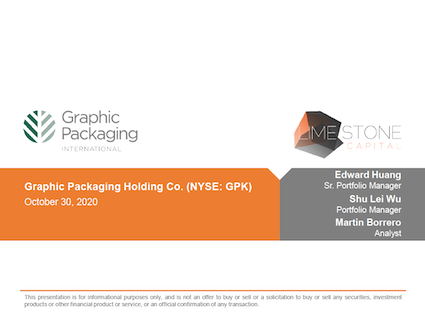 Graphic
Packaging
INTERNATIONAL
LIMESTONE
CAPITAL
Graphic Packaging Holding Co. (NYSE: GPK)
October 30, 2020
Edward Huang
Sr. Portfolio Manager
Shu Lei Wu
Portfolio Manager
Martin Borrero
Analyst
This presentation is for informational purposes only, and is not an offer to buy or sell or a solicitation to buy or sell any securities, investment
products or other financial product or service, or an official confirmation of any transaction.